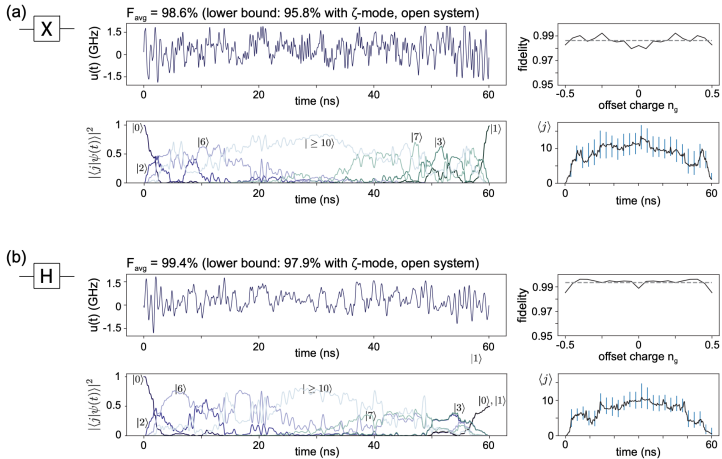 (a)
X
F_avg = 98.6% (lower bound: 95.8% with ζ-mode, open system)
u(t) (GHz)
1.5
0
-1.5
0 20 40 60
time (ns)
fidelity
0.99
0.97
0.95
-0.5 0 0.5
offset charge n_g
||⟨j|ψ(t)⟩|²
1.0
0.5
0
|0⟩
|2⟩
|6⟩
| ≥ 10⟩
|7⟩
|3⟩
|1⟩
0 20 40 60
time (ns)
⟨j⟩
10
0
0 60
time (ns)
(b)
H
F_avg = 99.4% (lower bound: 97.9% with ζ-mode, open system)
u(t) (GHz)
1.5
0
-1.5
0 20 40 60
time (ns)
|1⟩
fidelity
0.99
0.95
-0.5 0 0.5
offset charge n_g
||⟨j|ψ(t)⟩|²
1.0
0.5
0
|0⟩
|2⟩
|6⟩
| ≥ 10⟩
|7⟩
|3⟩
|0⟩, |1⟩
0 20 40 60
time (ns)
⟨j⟩
10
0
0 60
time (ns)